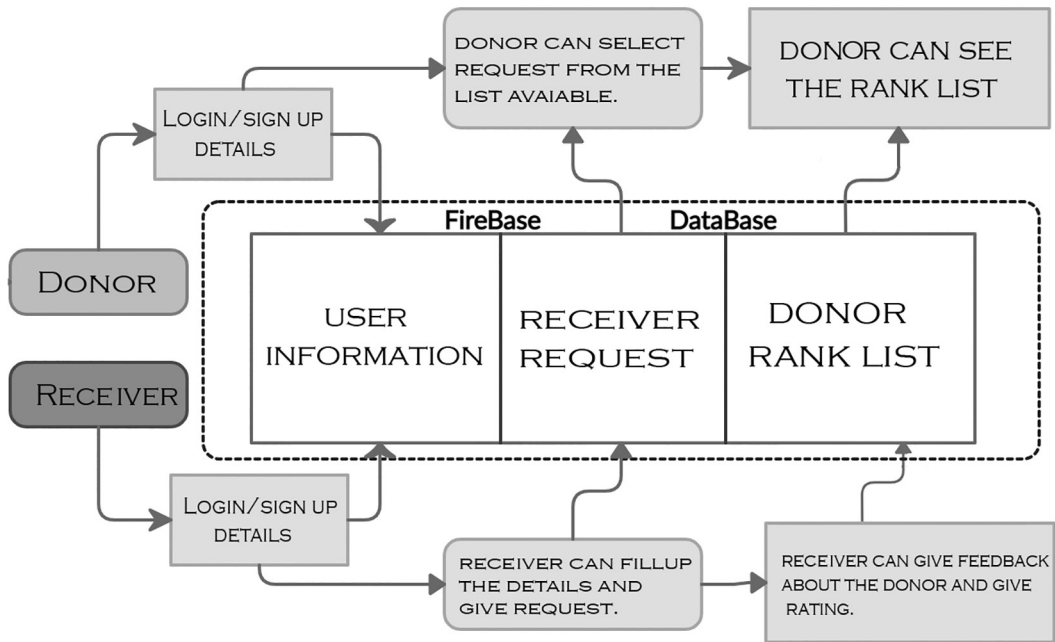 DONOR CAN SELECT
REQUEST FROM THE
LIST AVAIABLE.
DONOR CAN SEE
THE RANK LIST
LOGIN/SIGN UP
DETAILS
FireBase
DataBase
DONOR
USER
INFORMATION
RECEIVER
REQUEST
DONOR
RANK LIST
RECEIVER
LOGIN/SIGN UP
DETAILS
RECEIVER CAN FILLUP
THE DETAILS AND
GIVE REQUEST.
RECEIVER CAN GIVE FEEDBACK
ABOUT THE DONOR AND GIVE
RATING.